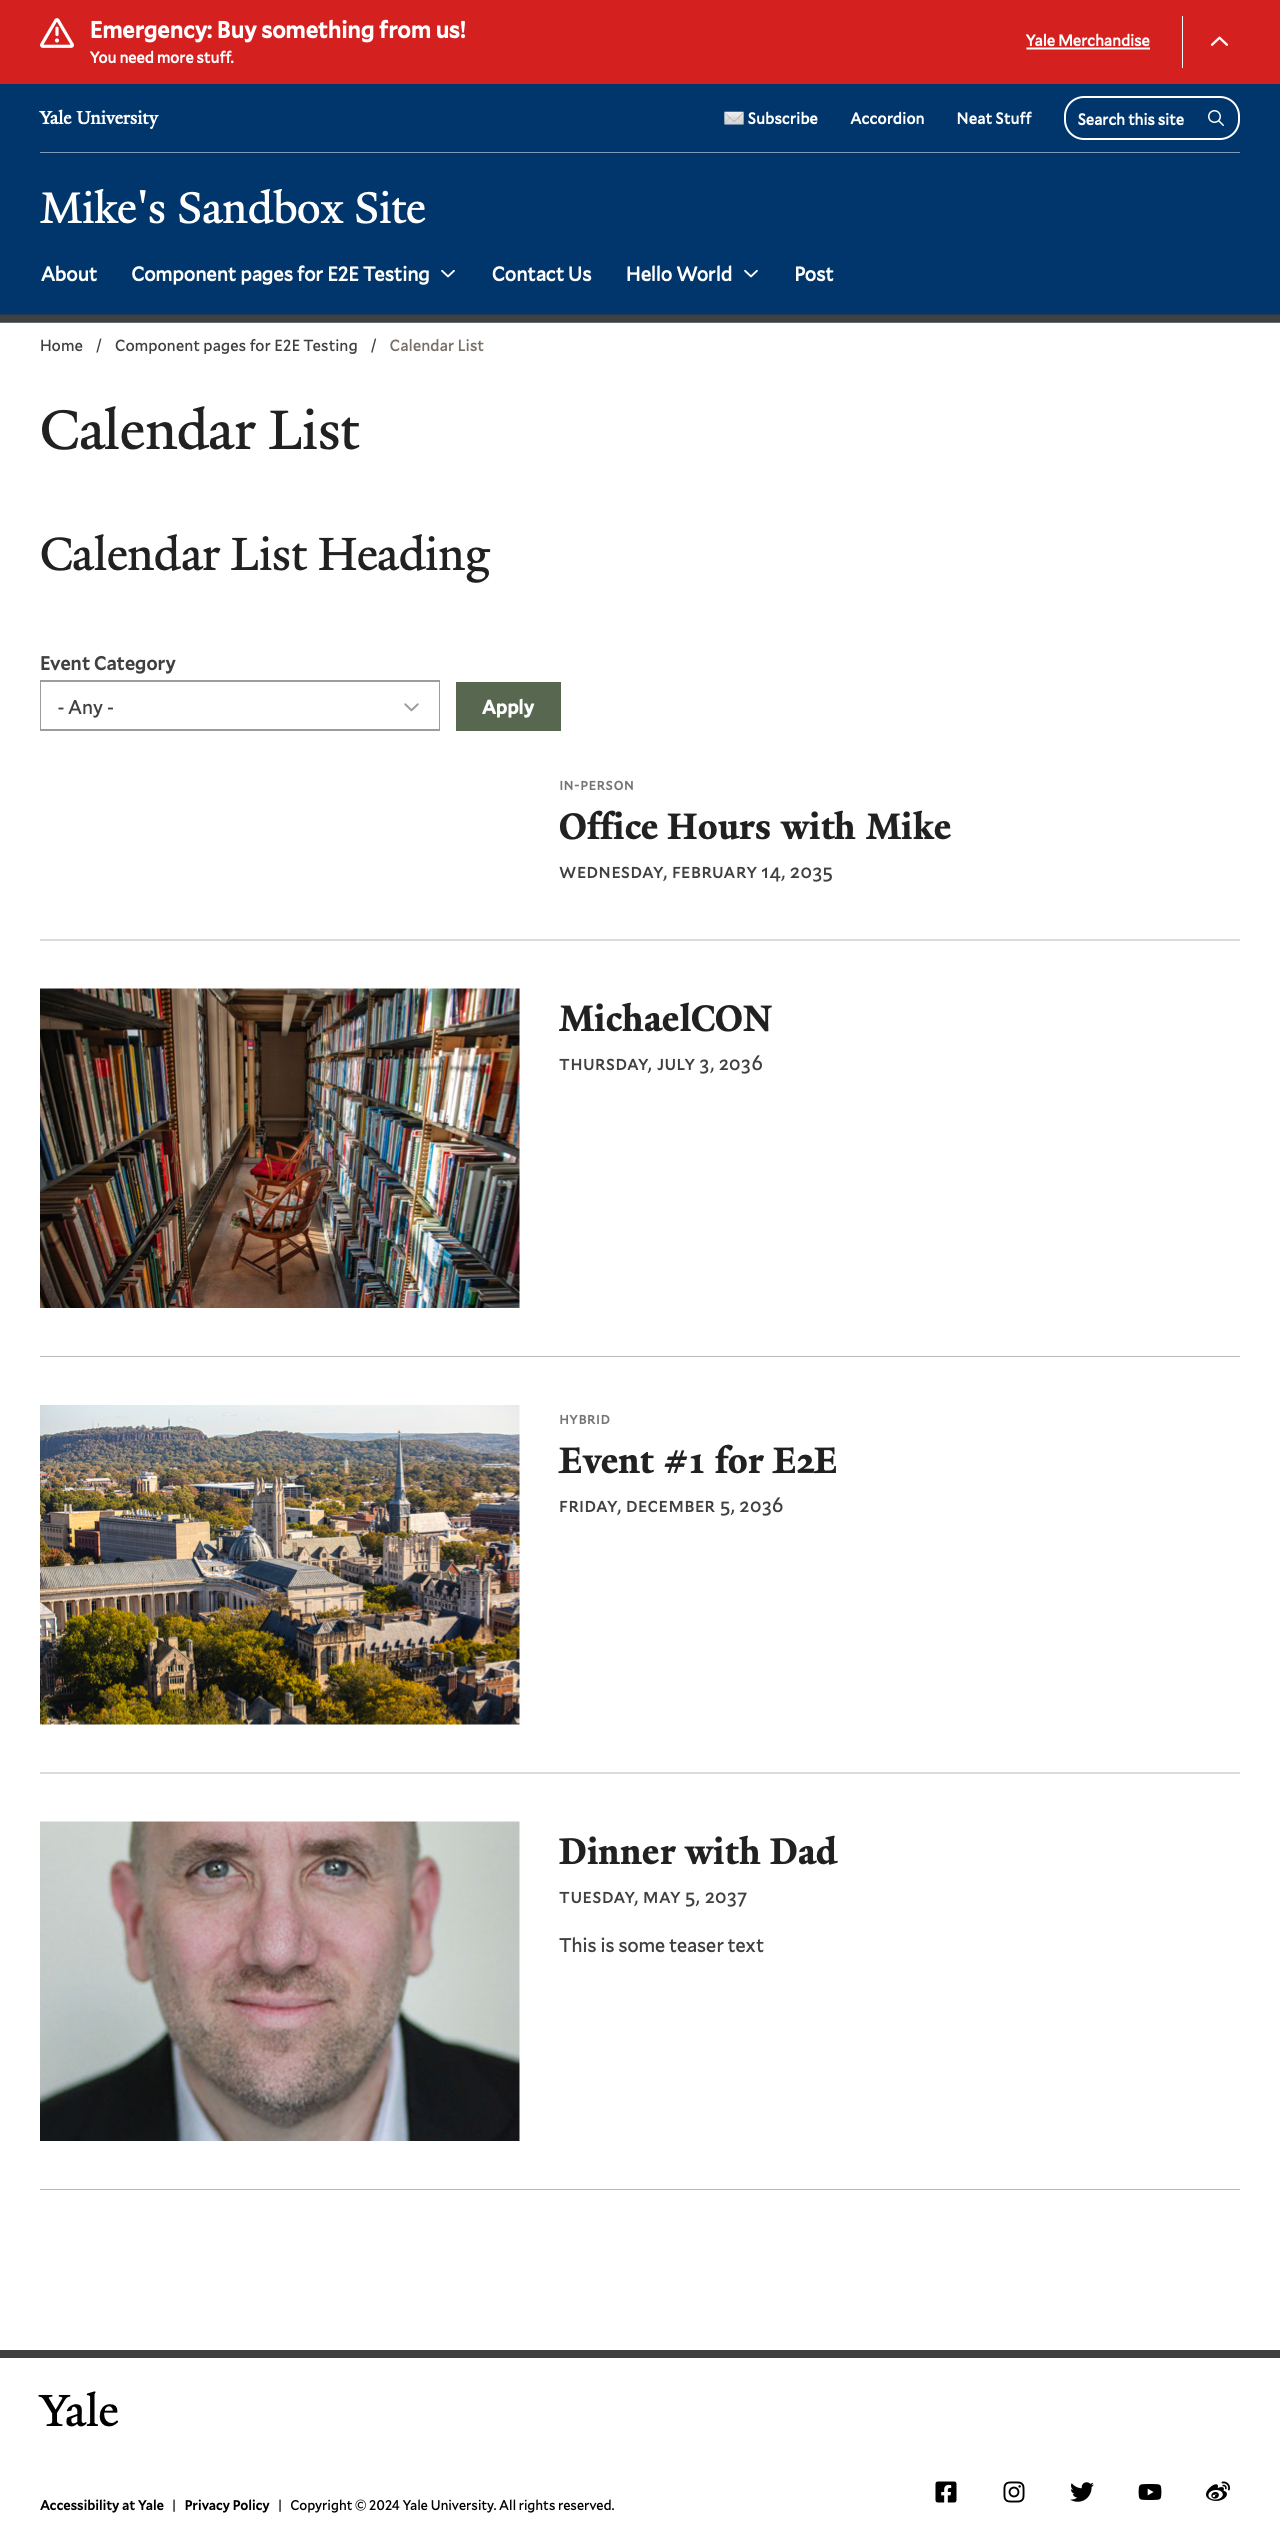 Emergency: Buy something from us!
You need more stuff.
Yale Merchandise
Yale University
Subscribe
Accordion
Neat Stuff
Search this site
Mike's Sandbox Site
About
Component pages for E2E Testing
Contact Us
Hello World
Post
Home / Component pages for E2E Testing / Calendar List
Calendar List
Calendar List Heading
Event Category
- Any -
Apply
IN-PERSON
Office Hours with Mike
WEDNESDAY, FEBRUARY 14, 2035
MichaelCON
THURSDAY, JULY 3, 2036
HYBRID
Event #1 for E2E
FRIDAY, DECEMBER 5, 2036
Dinner with Dad
TUESDAY, MAY 5, 2037
This is some teaser text
Yale
Accessibility at Yale | Privacy Policy | Copyright © 2024 Yale University. All rights reserved.